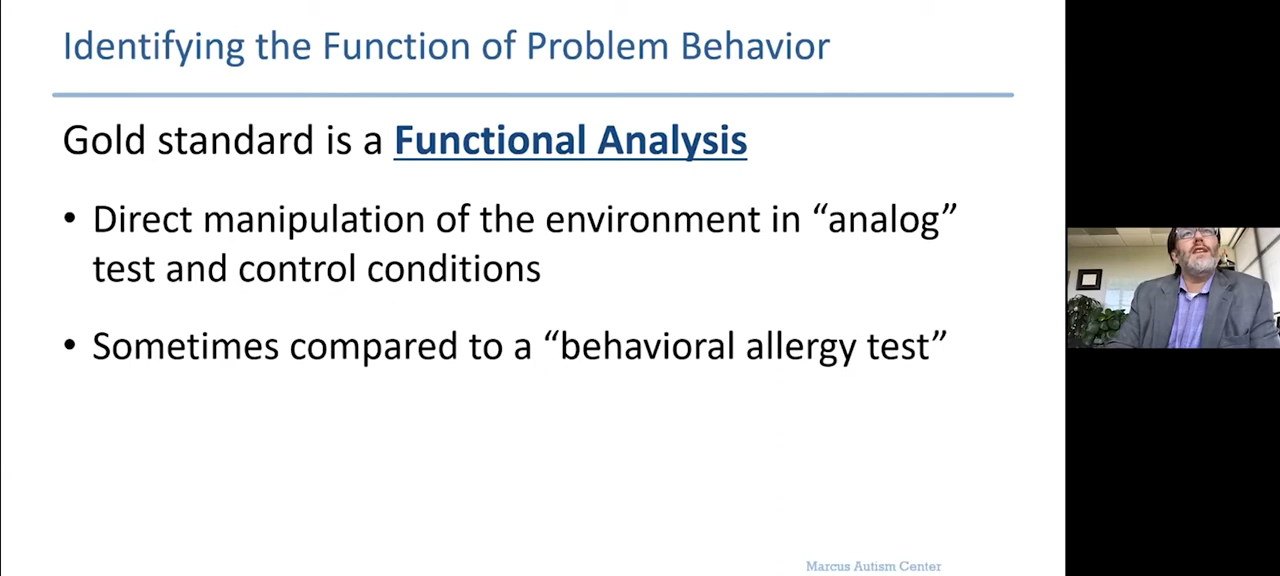 Identifying the Function of Problem Behavior
Gold standard is a Functional Analysis
• Direct manipulation of the environment in “analog”
test and control conditions
• Sometimes compared to a “behavioral allergy test”
Marcus Autism Center